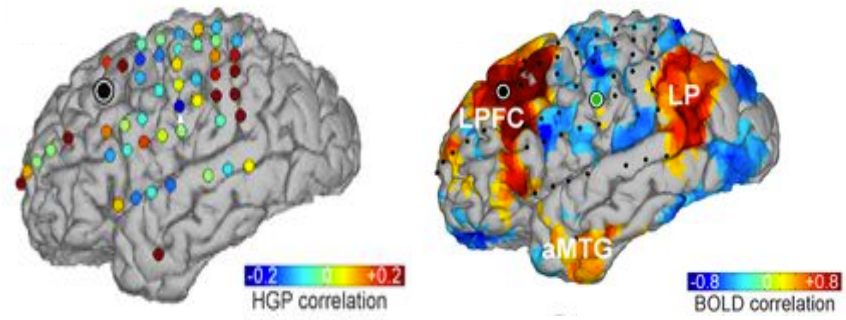 LPFC
LP
aMTG
-0.2 0 +0.2
HGP correlation
-0.8 0 +0.8
BOLD correlation